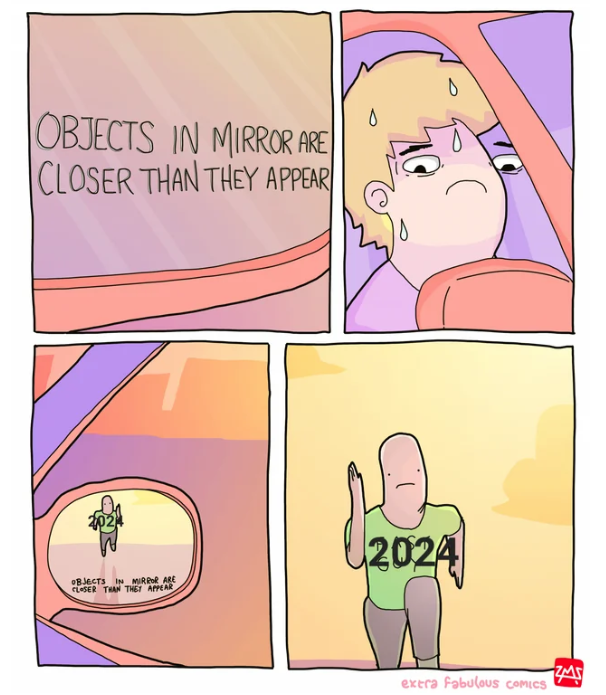 OBJECTS IN MIRROR ARE
CLOSER THAN THEY APPEAR
2024
OBJECTS IN MIRROR ARE
CLOSER THAN THEY APPEAR
2024
extra fabulous comics
ZMS